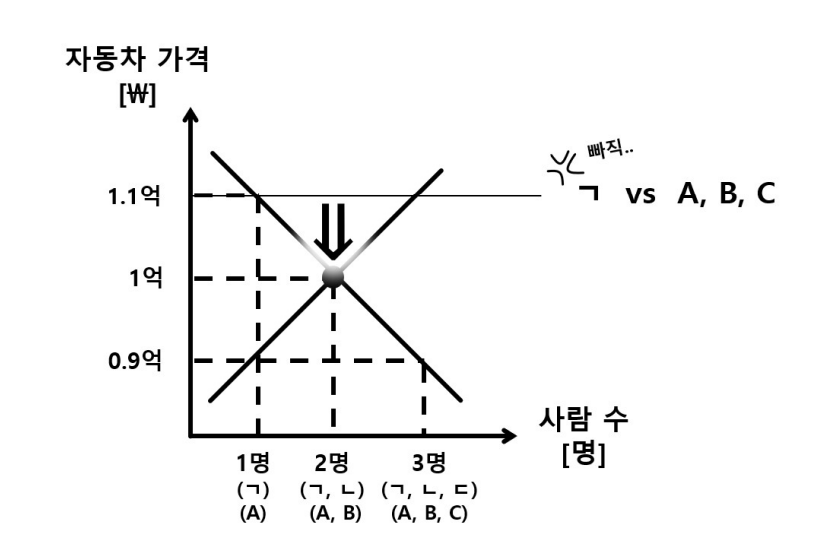 자동차 가격
[₩]
빠직..
ㄱ vs A, B, C
1.1억
1억
0.9억
사람 수
[명]
1명 2명 3명
(ㄱ) (ㄱ, ㄴ) (ㄱ, ㄴ, ㄷ)
(A) (A, B) (A, B, C)